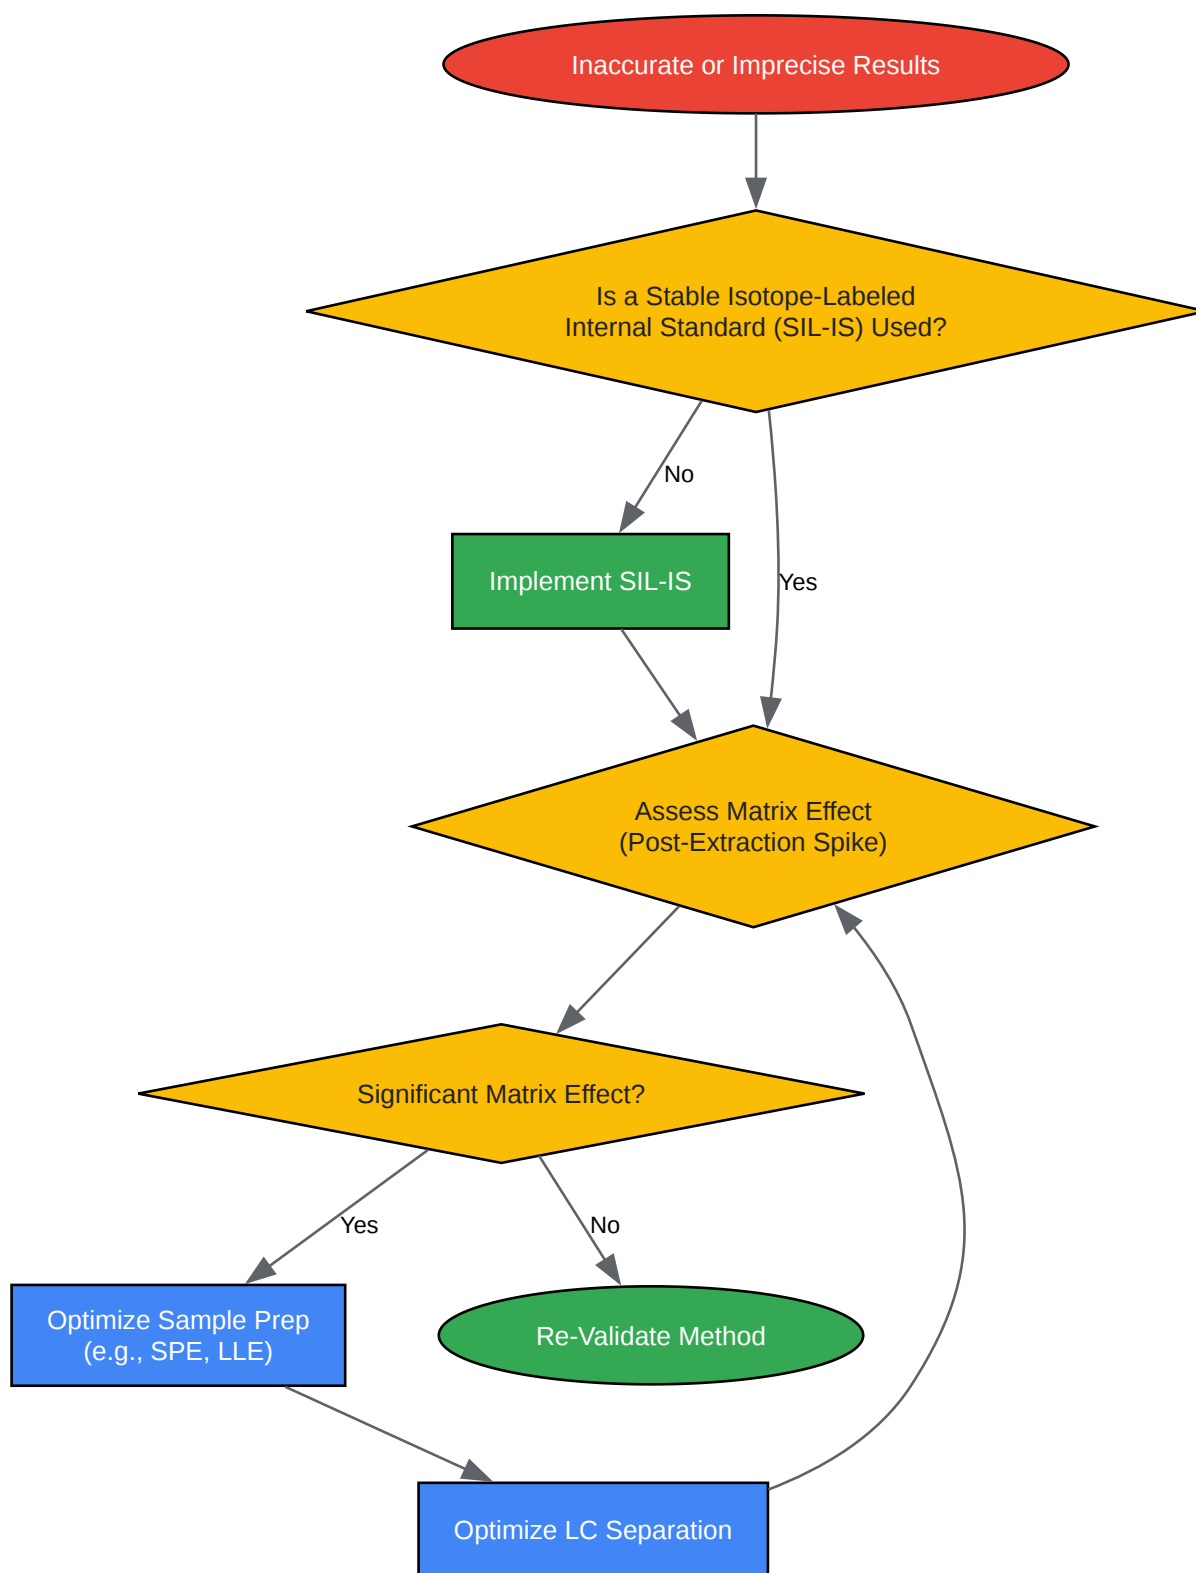 Inaccurate or Imprecise Results
Is a Stable Isotope-Labeled
Internal Standard (SIL-IS) Used?
No
Implement SIL-IS
Yes
Assess Matrix Effect
(Post-Extraction Spike)
Significant Matrix Effect?
Yes
No
Optimize Sample Prep
(e.g., SPE, LLE)
Re-Validate Method
Optimize LC Separation